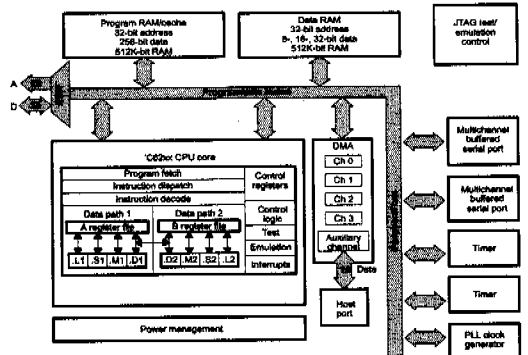 Program RAM/cache
32-bit address
256-bit data
512K-bit RAM
Data RAM
32-bit address
8-, 16-, 32-bit data
512K-bit RAM
JTAG test/
emulation
control
A
D
'C62xx CPU core
Program fetch
Instruction dispatch
Instruction decode
Data path 1
A register file
.L1
.S1
.M1
.D1
Data path 2
B register file
.D2
.M2
.S2
.L2
Control
registers
Control
logic
Test
Emulation
Interrupts
Power management
DMA
Ch 0
Ch 1
Ch 2
Ch 3
Auxiliary
channel
Data
Host
port
Multichannel
buffered
serial port
Multichannel
buffered
serial port
Timer
Timer
PLL clock
generator